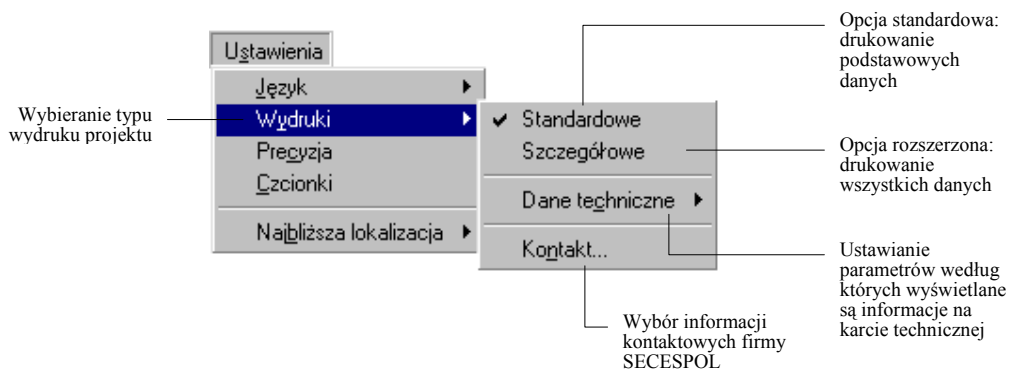 Ustawienia
Język
Wydruki
Precyzja
Czcionki
Najbliższa lokalizacja
Standardowe
Szczegółowe
Dane techniczne
Kontakt...
Wybieranie typu
wydruku projektu
Opcja standardowa:
drukowanie
podstawowych
danych
Opcja rozszerzona:
drukowanie
wszystkich danych
Ustawianie
parametrów według
których wyświetlane
są informacje na
karcie technicznej
Wybór informacji
kontaktowych firmy
SECESPOL